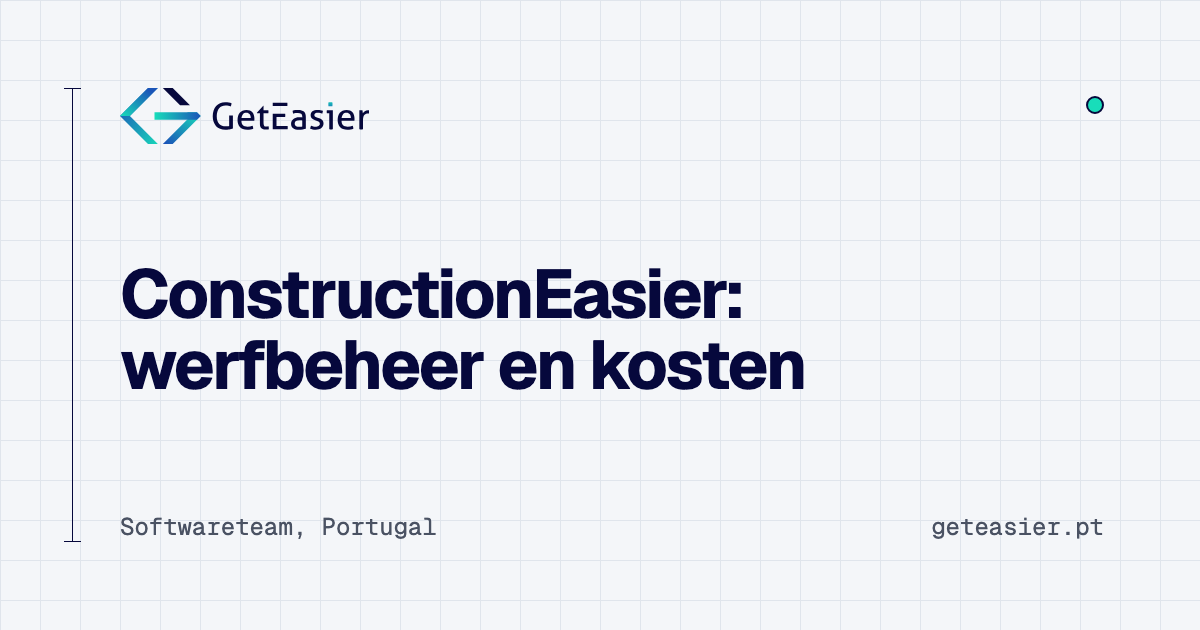 GetEasier
ConstructionEasier:
werfbeheer en kosten
Softwareteam, Portugal
geteasier.pt